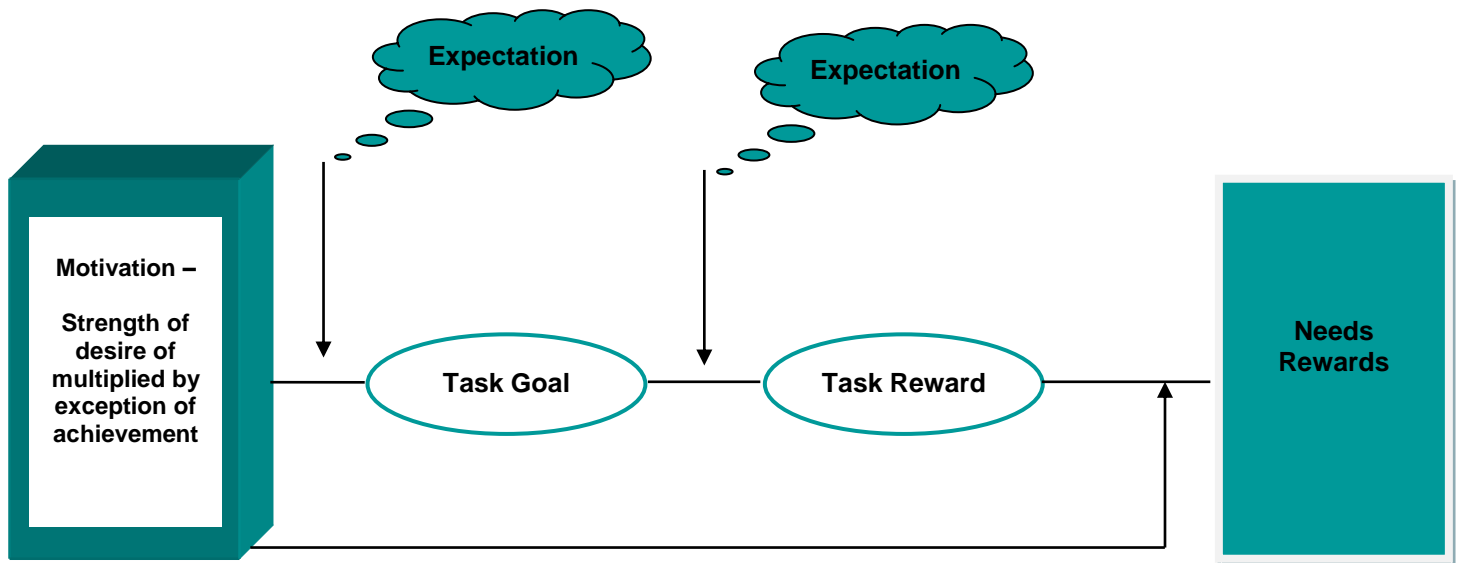 Expectation
Expectation
Motivation –
Strength of
desire of
multiplied by
exception of
achievement
Task Goal
Task Reward
Needs
Rewards